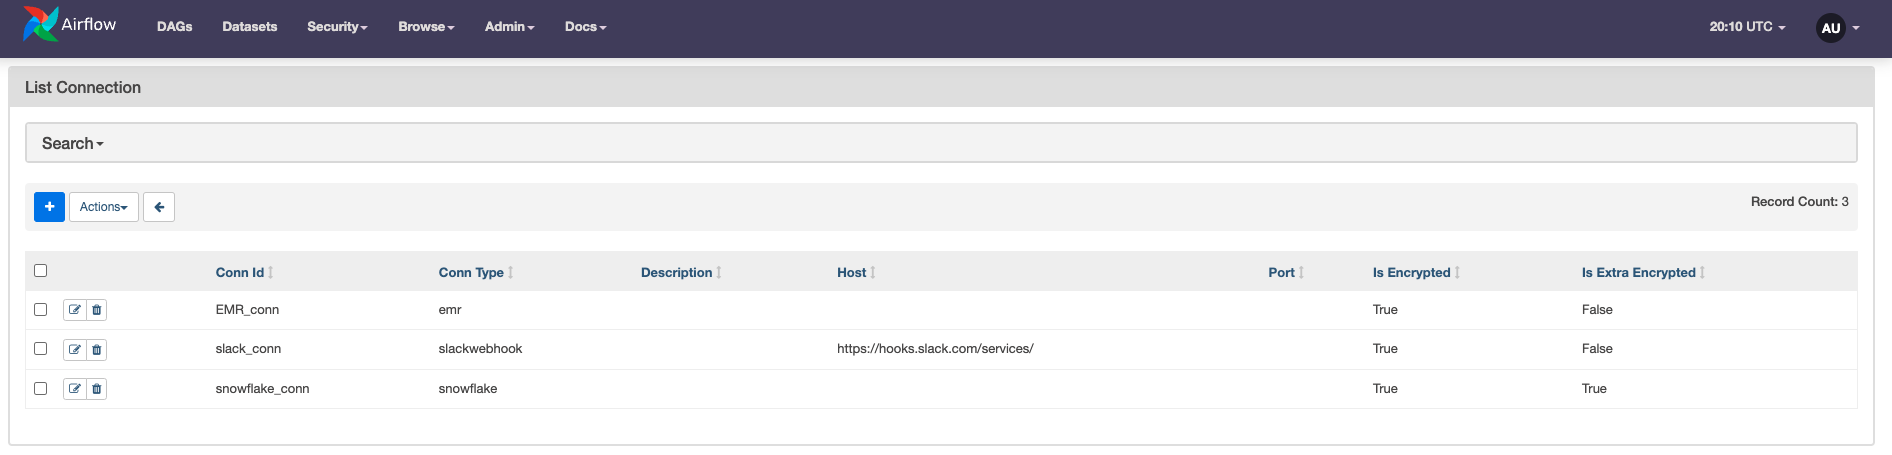 Airflow DAGs Datasets Security Browse Admin Docs 20:10 UTC AU
List Connection
Search
Actions Record Count: 3
Conn Id Conn Type Description Host Port Is Encrypted Is Extra Encrypted
EMR_conn emr True False
slack_conn slackwebhook https://hooks.slack.com/services/ True False
snowflake_conn snowflake True True